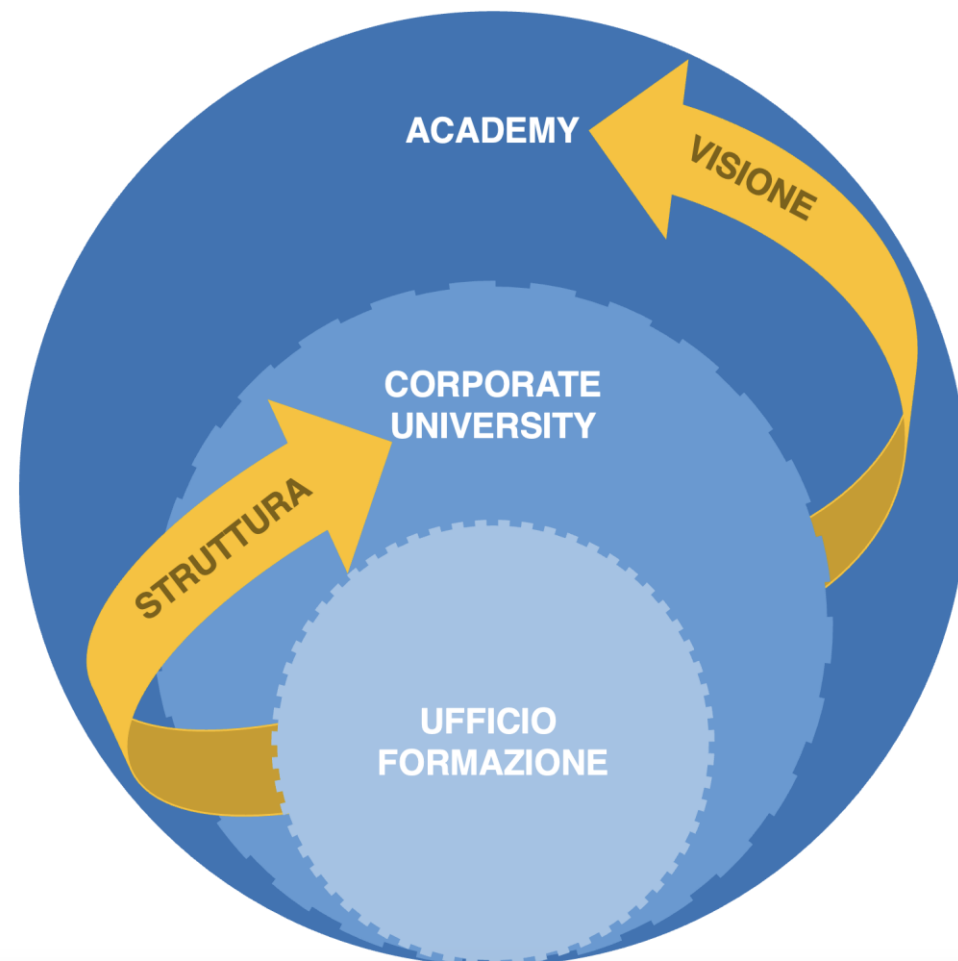 ACADEMY
VISIONE
CORPORATE
UNIVERSITY
STRUTTURA
UFFICIO
FORMAZIONE